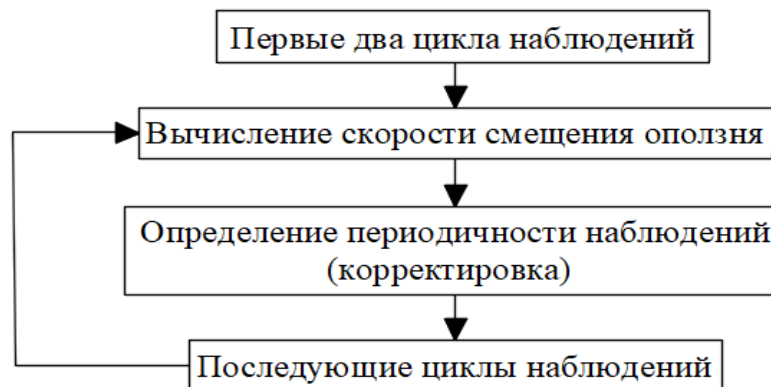 Первые два цикла наблюдений
Вычисление скорости смещения оползня
Определение периодичности наблюдений
(корректировка)
Последующие циклы наблюдений